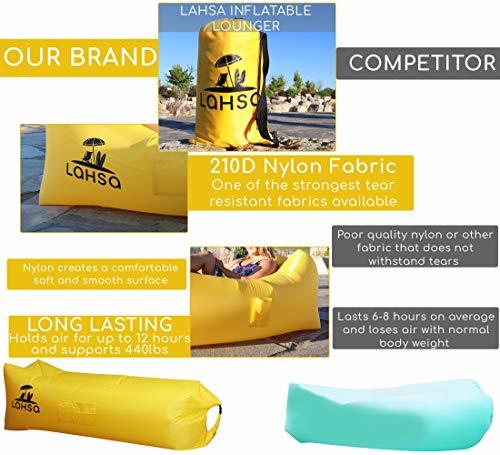 LAHSA INFLATABLE
LOUNGER
OUR BRAND
COMPETITOR
LaHSa
LaHSa
210D Nylon Fabric
One of the strongest tear
resistant fabrics available
Poor quality nylon or other
fabric that does not
withstand tears
Nylon creates a comfortable
soft and smooth surface
LONG LASTING
Holds air for up to 12 hours
and supports 440lbs
Lasts 6-8 hours on average
and loses air with normal
body weight
LaHSa